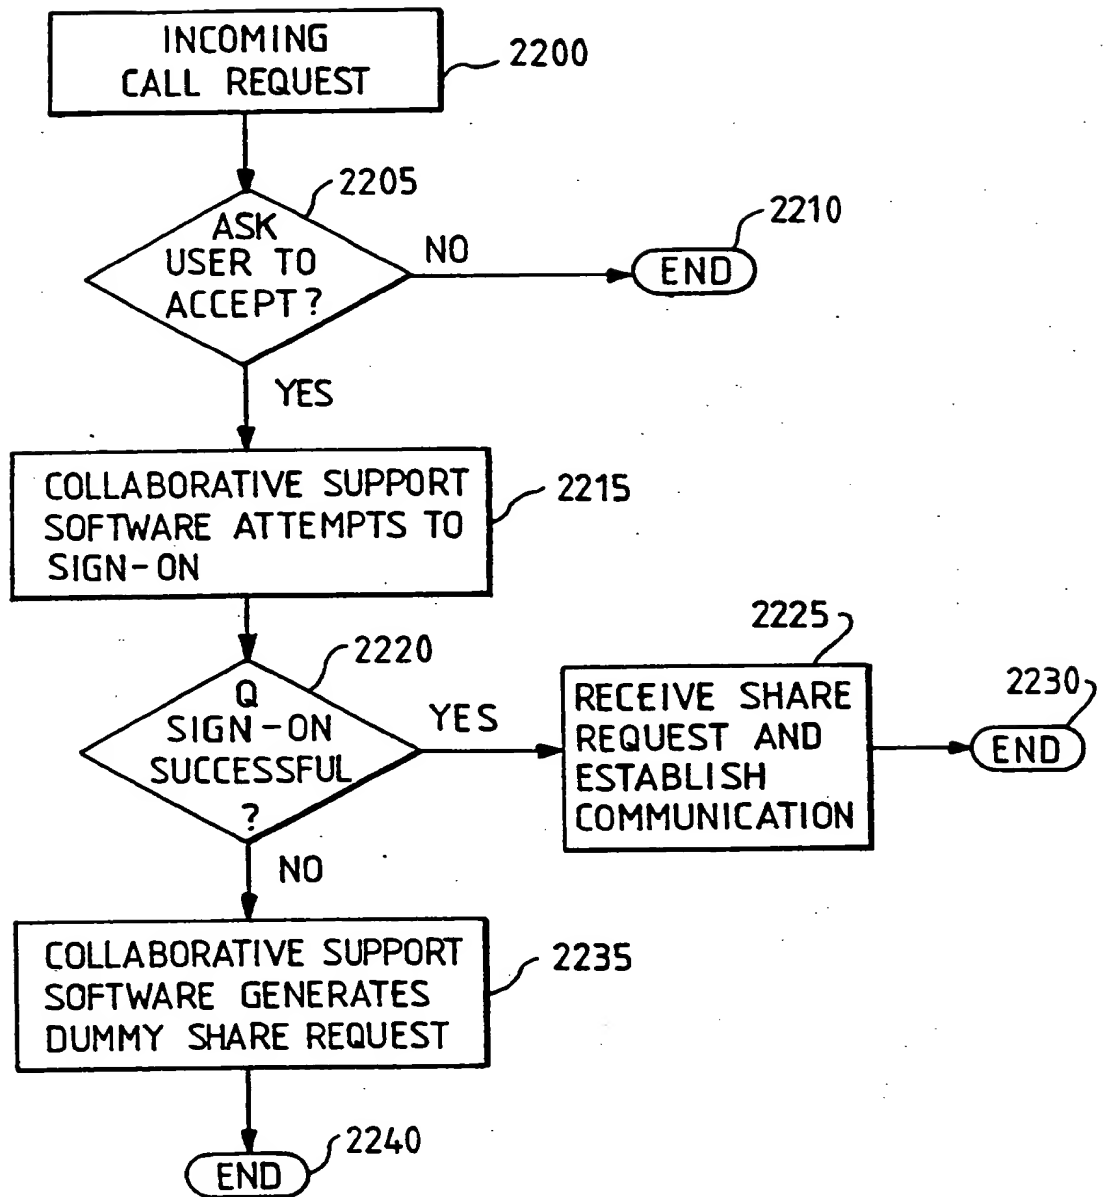 INCOMING
CALL REQUEST
2200
2205
ASK
USER TO
ACCEPT?
NO
2210
END
YES
COLLABORATIVE SUPPORT
SOFTWARE ATTEMPTS TO
SIGN-ON
2215
2220
Q
SIGN-ON
SUCCESSFUL
?
YES
2225
RECEIVE SHARE
REQUEST AND
ESTABLISH
COMMUNICATION
2230
END
NO
COLLABORATIVE SUPPORT
SOFTWARE GENERATES
DUMMY SHARE REQUEST
2235
2240
END